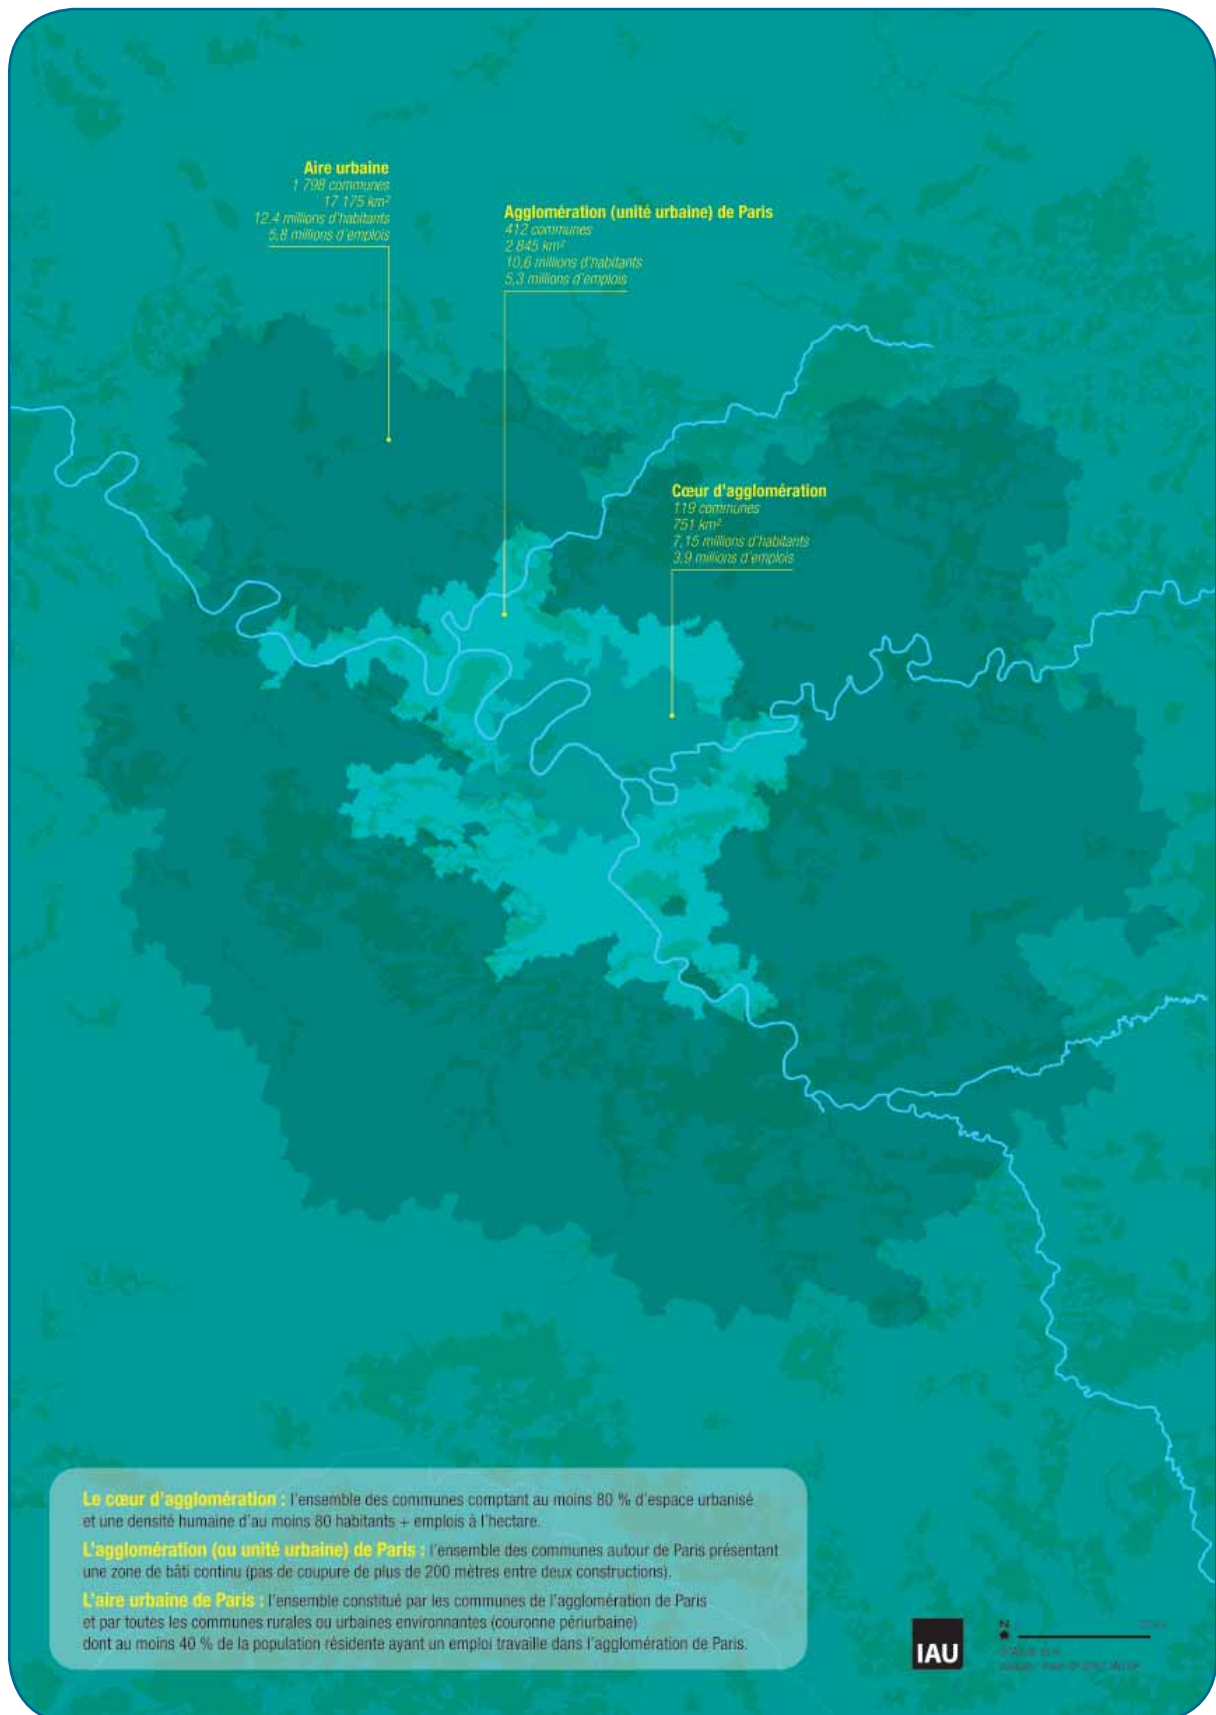 Aire urbaine
1 798 communes
17 175 km²
12,4 millions d'habitants
5,8 millions d'emplois
Agglomération (unité urbaine) de Paris
412 communes
2 845 km²
10,6 millions d'habitants
5,3 millions d'emplois
Cœur d'agglomération
119 communes
751 km²
7,15 millions d'habitants
3,9 millions d'emplois
Le cœur d'agglomération : l'ensemble des communes comptant au moins 80 % d'espace urbanisé
et une densité humaine d'au moins 80 habitants + emplois à l'hectare.
L'agglomération (ou unité urbaine) de Paris : l'ensemble des communes autour de Paris présentant
une zone de bâti continu (pas de coupure de plus de 200 mètres entre deux constructions).
L'aire urbaine de Paris : l'ensemble constitué par les communes de l'agglomération de Paris
et par toutes les communes rurales ou urbaines environnantes (couronne périurbaine)
dont au moins 40 % de la population résidente ayant un emploi travaille dans l'agglomération de Paris.
IAU
N